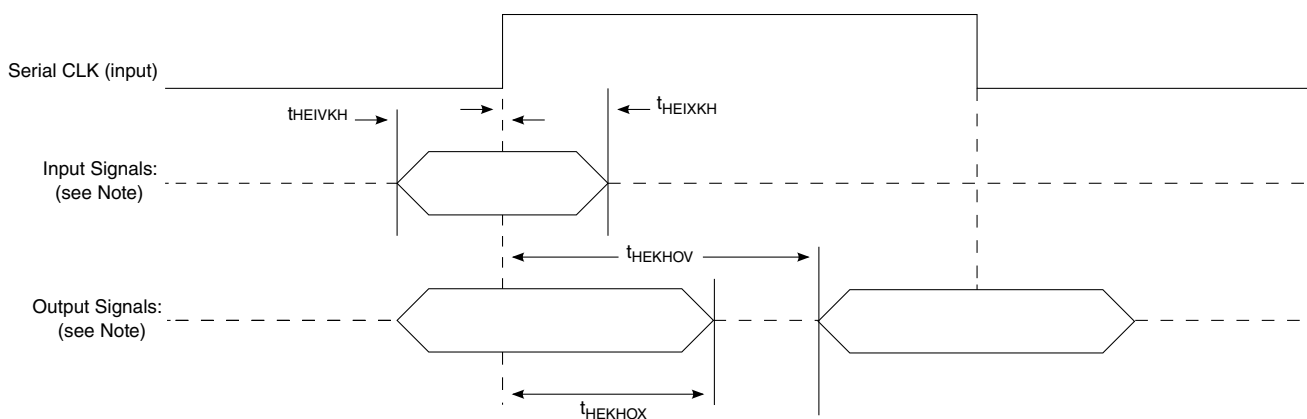 Serial CLK (input)
tHEIVKH
tHEIXKH
Input Signals:
(see Note)
tHEKHOV
Output Signals:
(see Note)
tHEKHOX